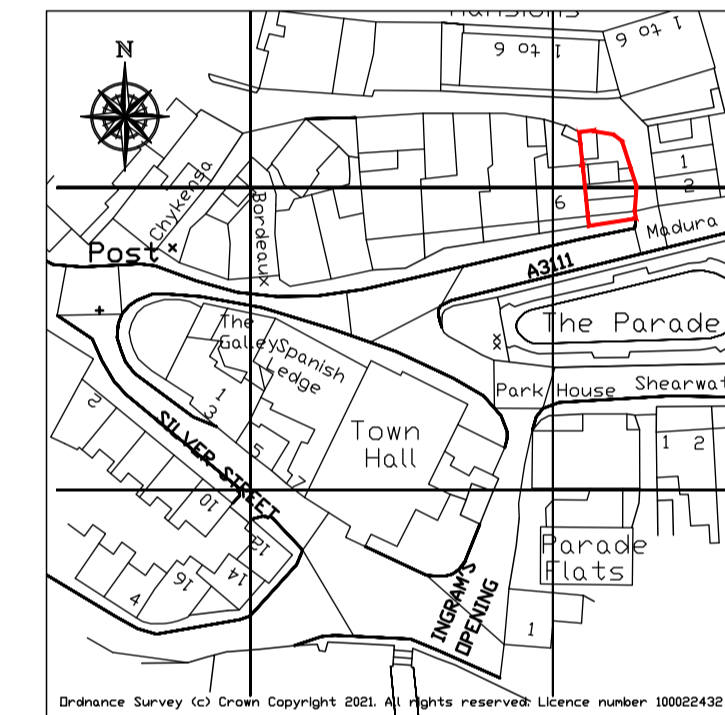 Mansions
1 to 6
1 to 6
N
1
2
Chykensa
Bordeaux
6
Madura
Post
A3111
The Parade
The
Galley
Spanish
Ledge
1
3
Park House
Shearwat
2
SILVER STREET
5
7
Town
Hall
1 2
10
12
14
16
4
Parade
Flats
INGRAM'S
OPENING
1
Ordnance Survey (c) Crown Copyright 2021. All rights reserved. Licence number 100022432